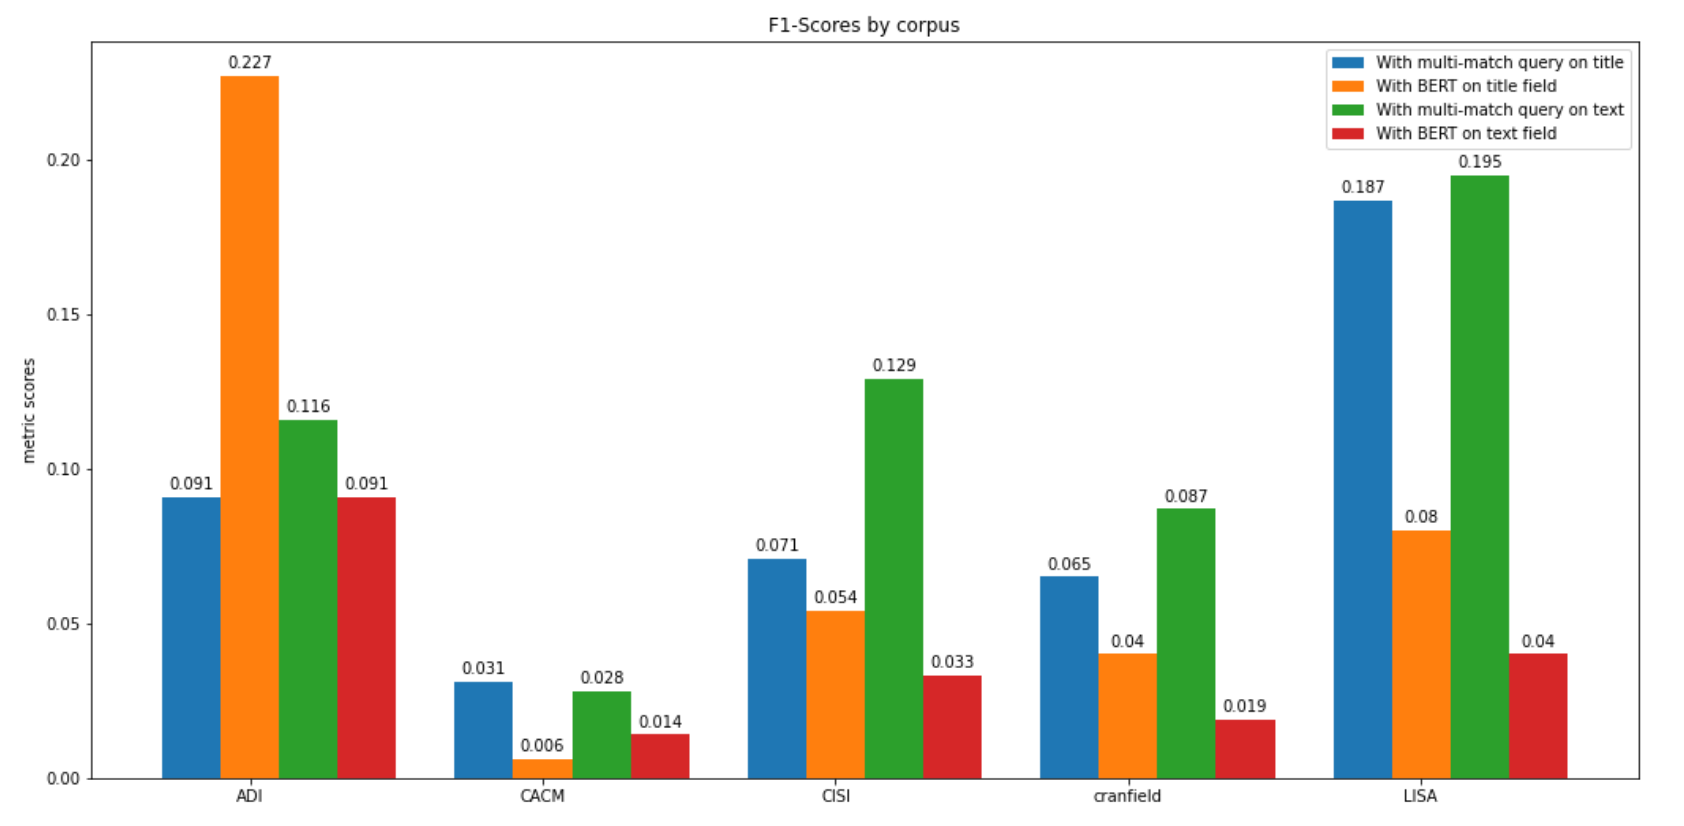 F1-Scores by corpus
With multi-match query on title
With BERT on title field
With multi-match query on text
With BERT on text field
metric scores
0.20
0.15
0.10
0.05
0.00
0.091
0.227
0.116
0.091
0.031
0.006
0.028
0.014
0.071
0.054
0.129
0.033
0.065
0.04
0.087
0.019
0.187
0.08
0.195
0.04
ADI
CACM
CISI
cranfield
LISA